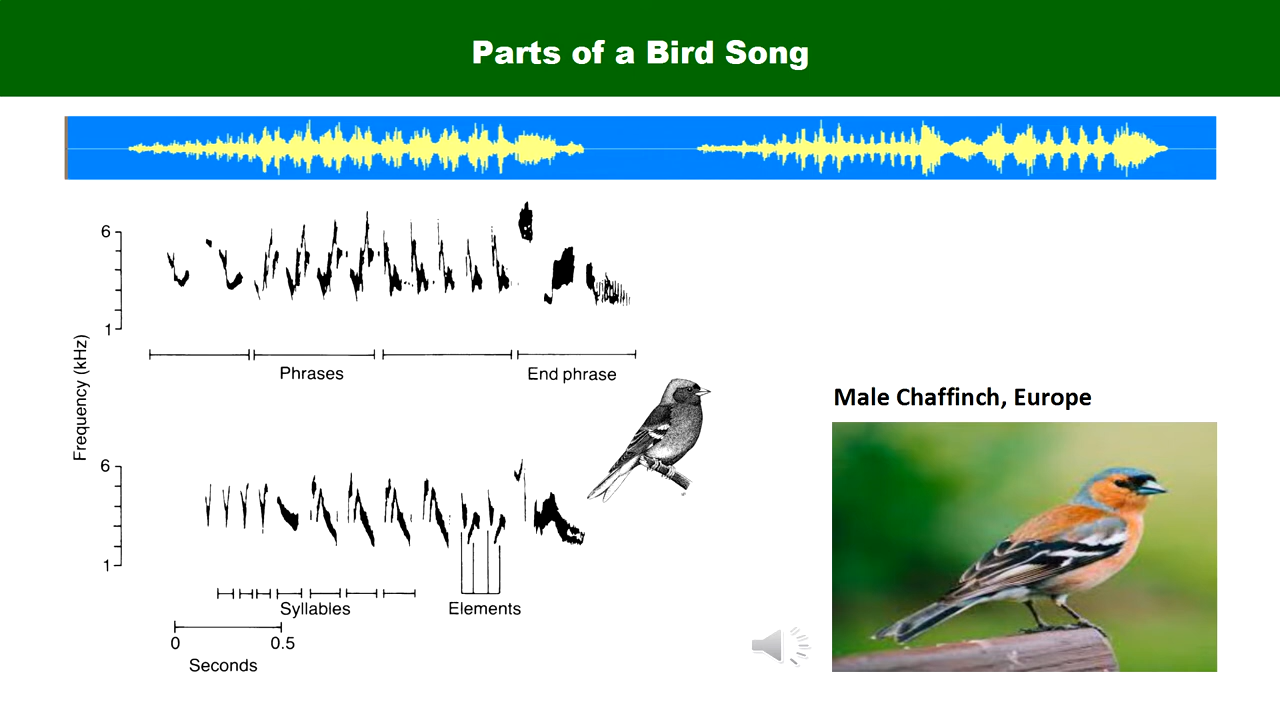 Parts of a Bird Song
6
1
Phrases
End phrase
Frequency (kHz)
Male Chaffinch, Europe
6
1
Syllables
Elements
0
0.5
Seconds